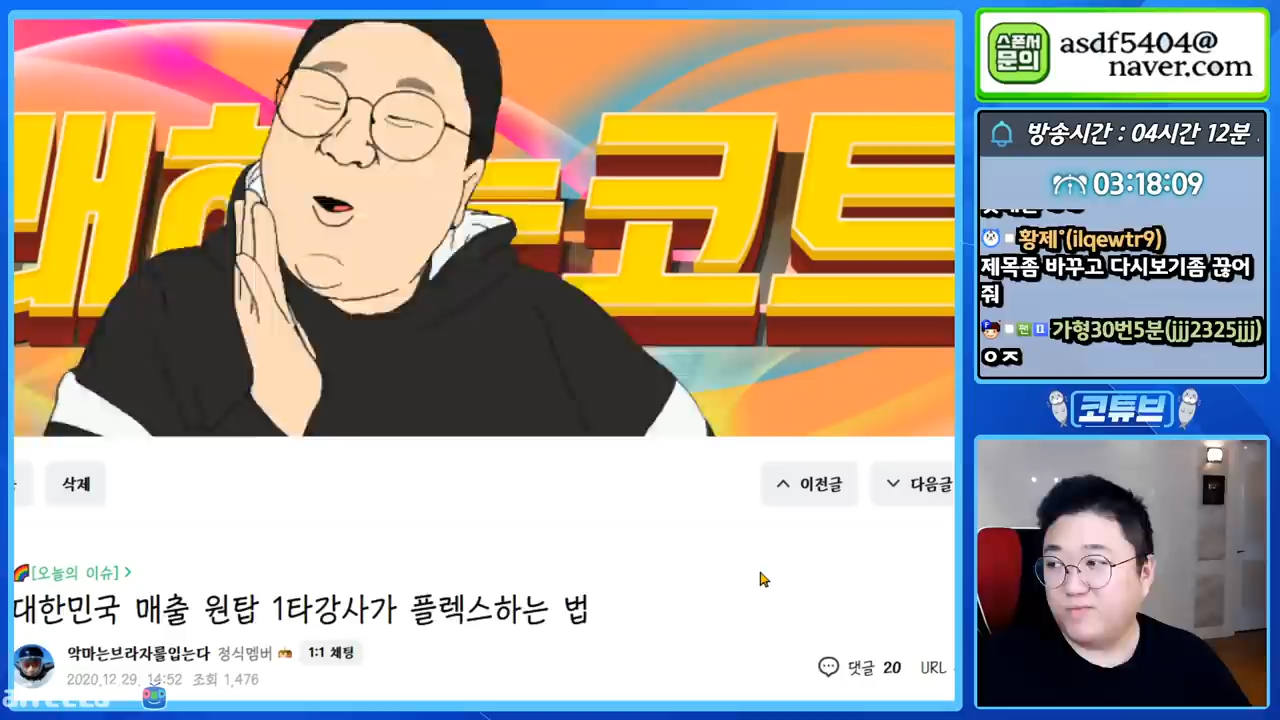 스폰서
문의
asdf5404@
naver.com
방송시간 : 04시간 12분
03:18:09
황제°(ilqewtr9)
제목좀 바꾸고 다시보기좀 끊어
줘
가형30번5분(jjj2325jjj)
ㅇㅈ
코튜브
코트
삭제
이전글
다음글
[오늘의 이슈] >
대한민국 매출 원탑 1타강사가 플렉스하는 법
악마는브라자를입는다 정식멤버 1:1 채팅
2020.12.29. 14:52 조회 1,476
댓글 20 URL